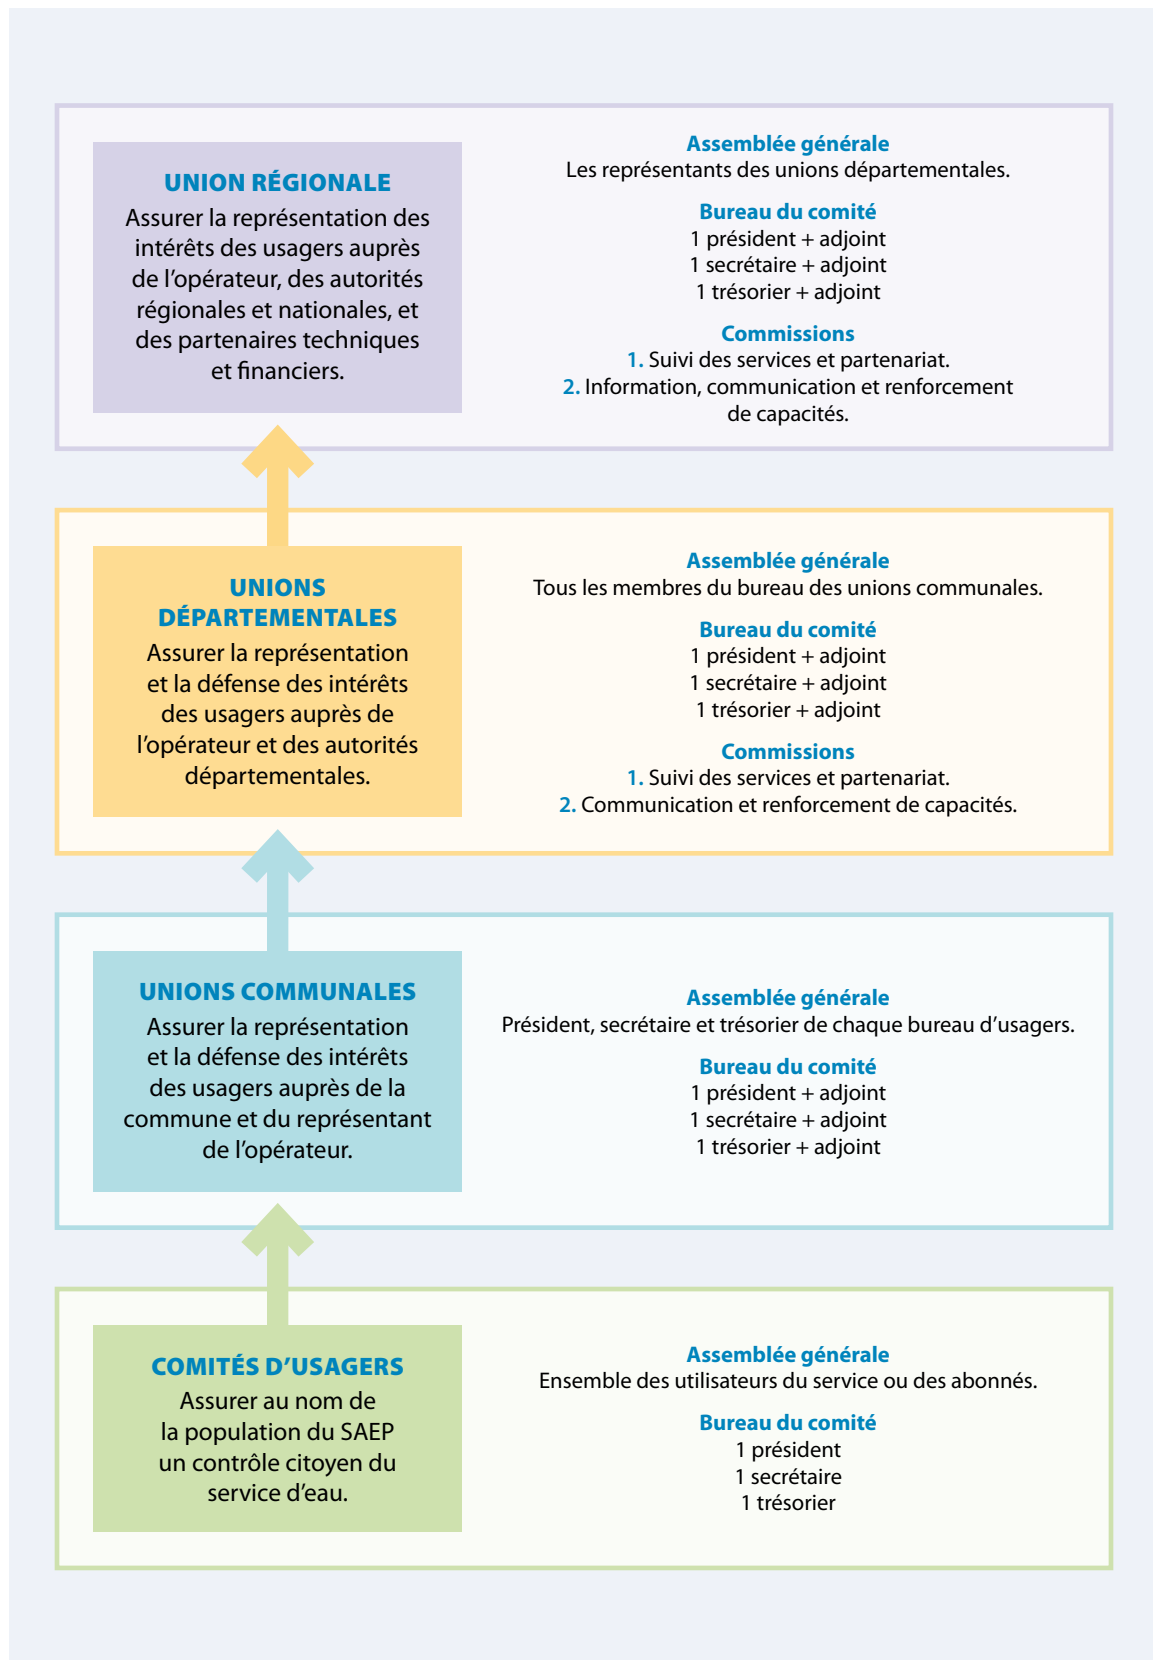 UNION RÉGIONALE
Assurer la représentation des
intérêts des usagers auprès
de l’opérateur, des autorités
régionales et nationales, et
des partenaires techniques
et financiers.
Assemblée générale
Les représentants des unions départementales.
Bureau du comité
1 président + adjoint
1 secrétaire + adjoint
1 trésorier + adjoint
Commissions
1. Suivi des services et partenariat.
2. Information, communication et renforcement
de capacités.
UNIONS
DÉPARTEMENTALES
Assurer la représentation
et la défense des intérêts
des usagers auprès de
l’opérateur et des autorités
départementales.
Assemblée générale
Tous les membres du bureau des unions communales.
Bureau du comité
1 président + adjoint
1 secrétaire + adjoint
1 trésorier + adjoint
Commissions
1. Suivi des services et partenariat.
2. Communication et renforcement de capacités.
UNIONS COMMUNALES
Assurer la représentation
et la défense des intérêts
des usagers auprès de la
commune et du représentant
de l’opérateur.
Assemblée générale
Président, secrétaire et trésorier de chaque bureau d’usagers.
Bureau du comité
1 président + adjoint
1 secrétaire + adjoint
1 trésorier + adjoint
COMITÉS D’USAGERS
Assurer au nom de
la population du SAEP
un contrôle citoyen du
service d’eau.
Assemblée générale
Ensemble des utilisateurs du service ou des abonnés.
Bureau du comité
1 président
1 secrétaire
1 trésorier